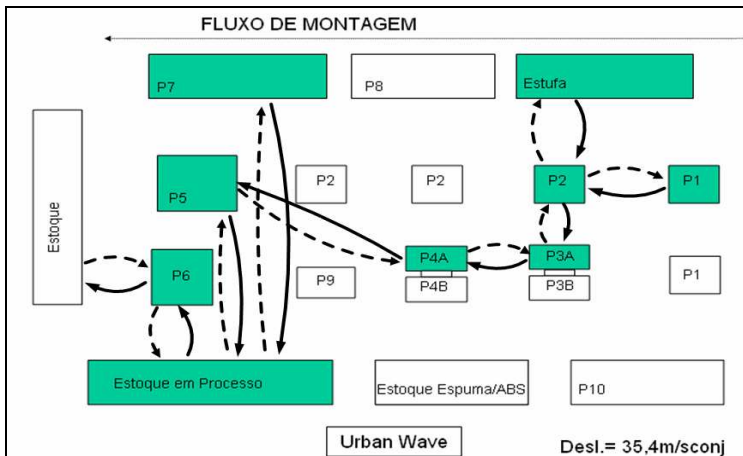 FLUXO DE MONTAGEM
P7
P8
Estufa
Estoque
P5
P2
P2
P2
P1
P6
P9
P4A
P4B
P3A
P3B
P1
Estoque em Processo
Estoque Espuma/ABS
P10
Urban Wave
Desl.= 35,4m/sconj